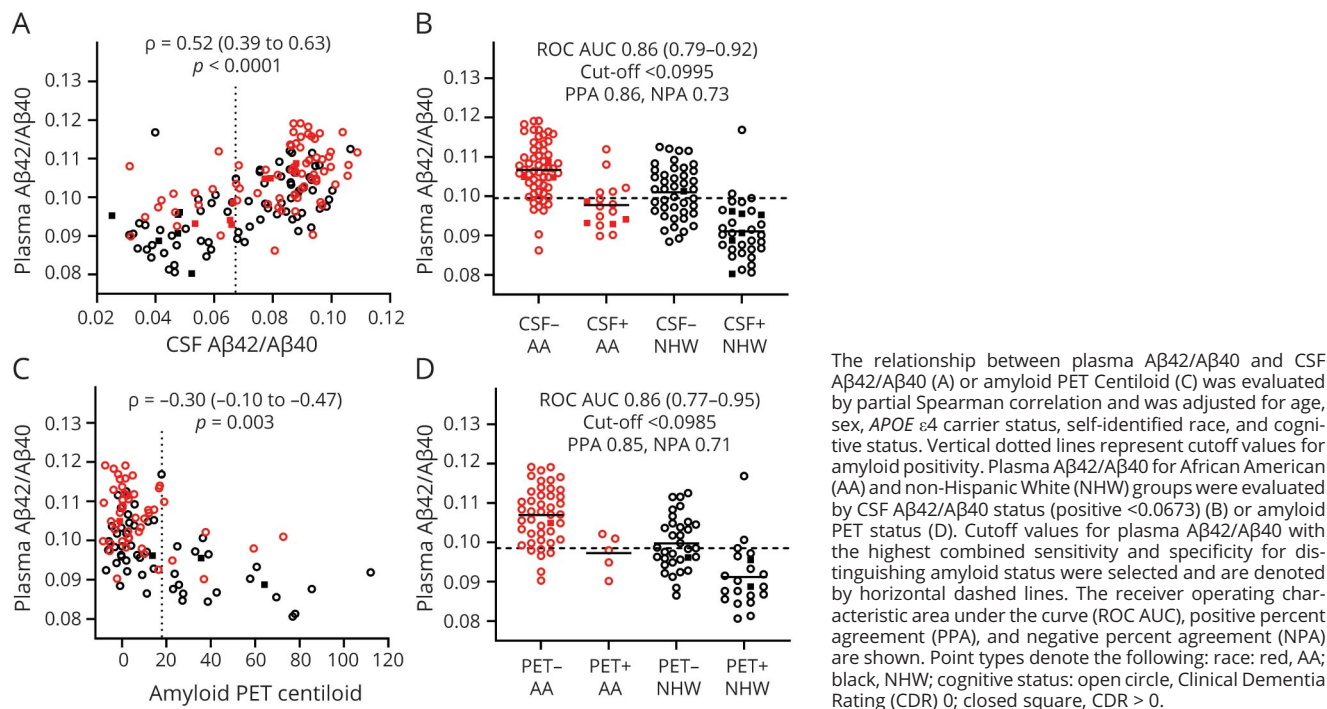 A
ρ = 0.52 (0.39 to 0.63)
p < 0.0001
Plasma Aβ42/Aβ40
0.13
0.12
0.11
0.10
0.09
0.08
0.02 0.04 0.06 0.08 0.10 0.12
CSF Aβ42/Aβ40
B
ROC AUC 0.86 (0.79–0.92)
Cut-off <0.0995
PPA 0.86, NPA 0.73
Plasma Aβ42/Aβ40
0.13
0.12
0.11
0.10
0.09
0.08
CSF– CSF+ CSF– CSF+
AA AA NHW NHW
C
ρ = –0.30 (–0.10 to –0.47)
p = 0.003
Plasma Aβ42/Aβ40
0.13
0.12
0.11
0.10
0.09
0.08
0 20 40 60 80 100 120
Amyloid PET centiloid
D
ROC AUC 0.86 (0.77–0.95)
Cut-off <0.0985
PPA 0.85, NPA 0.71
Plasma Aβ42/Aβ40
0.13
0.12
0.11
0.10
0.09
0.08
PET– PET+ PET– PET+
AA AA NHW NHW
The relationship between plasma Aβ42/Aβ40 and CSF
Aβ42/Aβ40 (A) or amyloid PET Centiloid (C) was evaluated
by partial Spearman correlation and was adjusted for age,
sex, APOE ε4 carrier status, self-identified race, and cogni-
tive status. Vertical dotted lines represent cutoff values for
amyloid positivity. Plasma Aβ42/Aβ40 for African American
(AA) and non-Hispanic White (NHW) groups were evaluated
by CSF Aβ42/Aβ40 status (positive <0.0673) (B) or amyloid
PET status (D). Cutoff values for plasma Aβ42/Aβ40 with
the highest combined sensitivity and specificity for dis-
tinguishing amyloid status were selected and are denoted
by horizontal dashed lines. The receiver operating char-
acteristic area under the curve (ROC AUC), positive percent
agreement (PPA), and negative percent agreement (NPA)
are shown. Point types denote the following: race: red, AA;
black, NHW; cognitive status: open circle, Clinical Dementia
Rating (CDR) 0; closed square, CDR > 0.